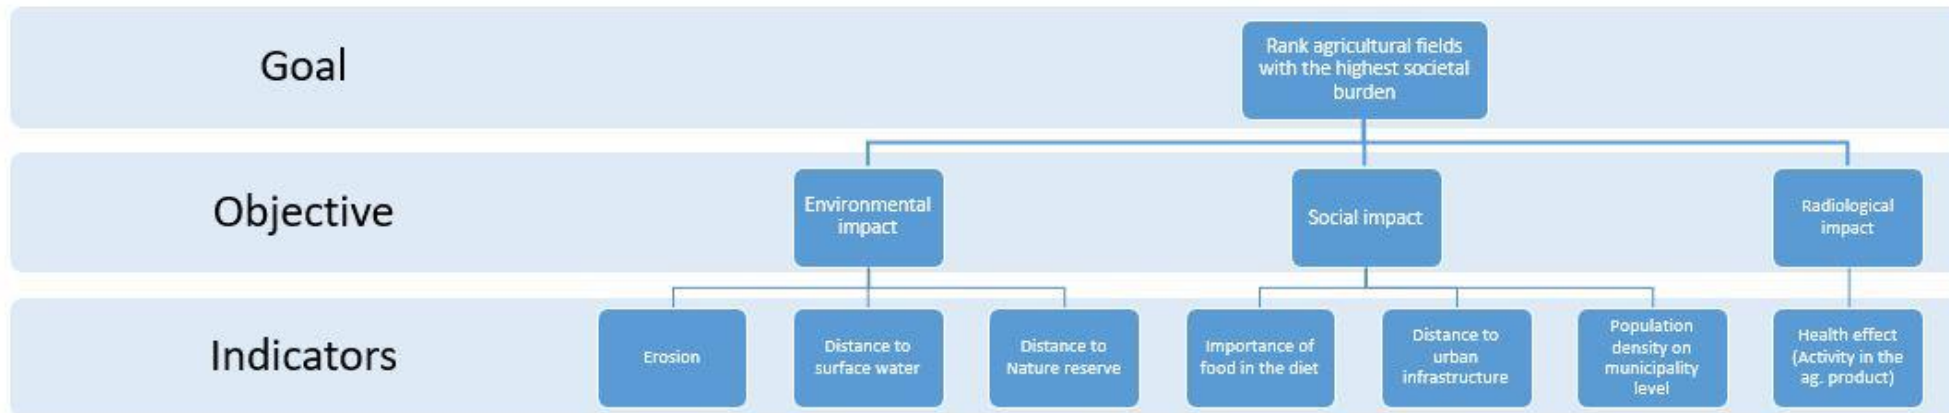 Goal
Rank agricultural fields
with the highest societal
burden
Objective
Environmental
impact
Social impact
Radiological
impact
Indicators
Erosion
Distance to
surface water
Distance to
Nature reserve
Importance of
food in the diet
Distance to
urban
infrastructure
Population
density on
municipality
level
Health effect
(Activity in the
ag. product)